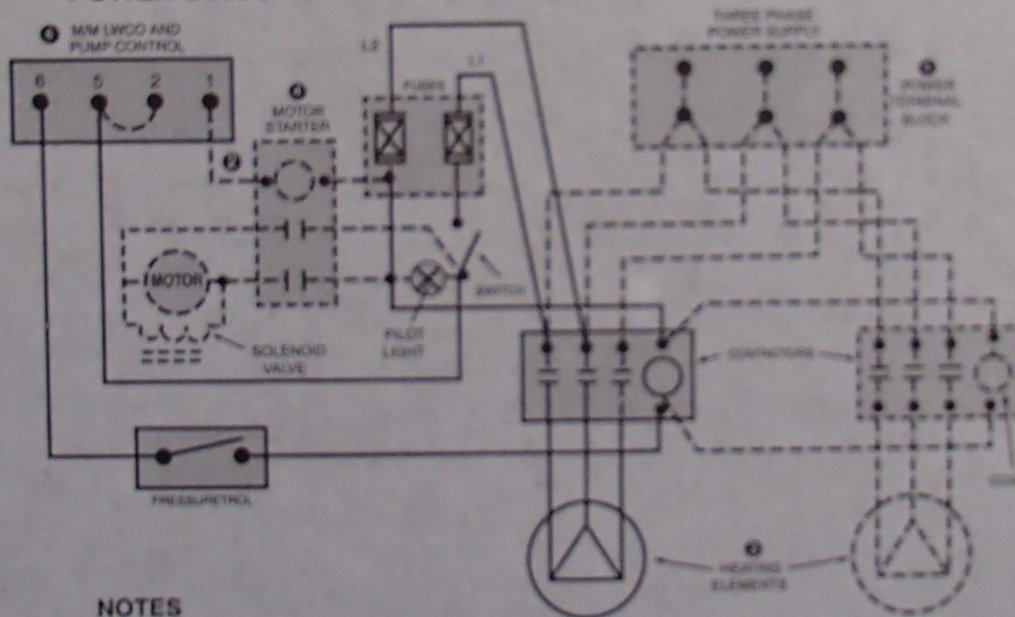 M/M LWCO AND
PUMP CONTROL
6 5 2 1
MOTOR
STARTER
L2
L1
FUSES
THREE PHASE
POWER SUPPLY
POWER
TERMINAL
BLOCK
MOTOR
SWITCH
PILOT
LIGHT
SOLENOID
VALVE
CONTACTORS
PRESSURETROL
HEATING
ELEMENTS
NOTES